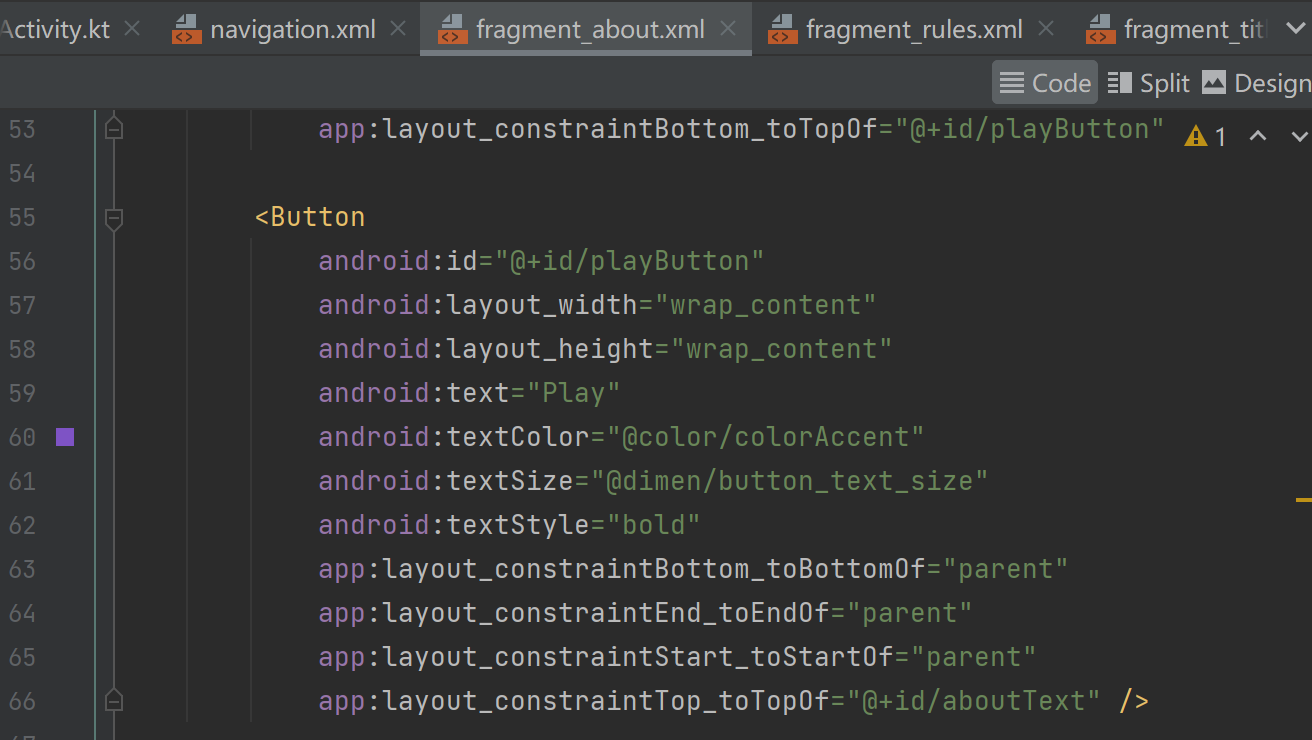 Activity.kt navigation.xml fragment_about.xml fragment_rules.xml fragment_tit
Code Split Design
53 app:layout_constraintBottom_toTopOf="@+id/playButton" 1
54
55 <Button
56 android:id="@+id/playButton"
57 android:layout_width="wrap_content"
58 android:layout_height="wrap_content"
59 android:text="Play"
60 android:textColor="@color/colorAccent"
61 android:textSize="@dimen/button_text_size"
62 android:textStyle="bold"
63 app:layout_constraintBottom_toBottomOf="parent"
64 app:layout_constraintEnd_toEndOf="parent"
65 app:layout_constraintStart_toStartOf="parent"
66 app:layout_constraintTop_toTopOf="@+id/aboutText" />